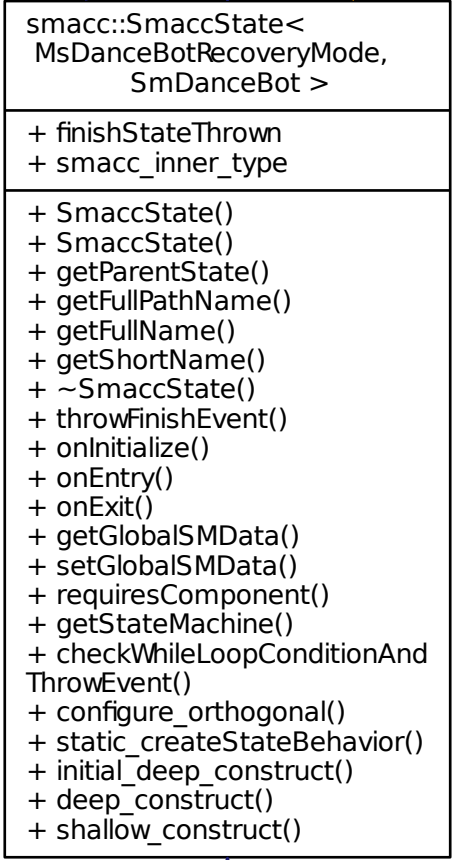 smacc::SmaccState<
MsDanceBotRecoveryMode,
SmDanceBot >
+ finishStateThrown
+ smacc_inner_type
+ SmaccState()
+ SmaccState()
+ getParentState()
+ getFullPathName()
+ getFullName()
+ getShortName()
+ ~SmaccState()
+ throwFinishEvent()
+ onInitialize()
+ onEntry()
+ onExit()
+ getGlobalSMData()
+ setGlobalSMData()
+ requiresComponent()
+ getStateMachine()
+ checkWhileLoopConditionAnd
ThrowEvent()
+ configure_orthogonal()
+ static_createStateBehavior()
+ initial_deep_construct()
+ deep_construct()
+ shallow_construct()